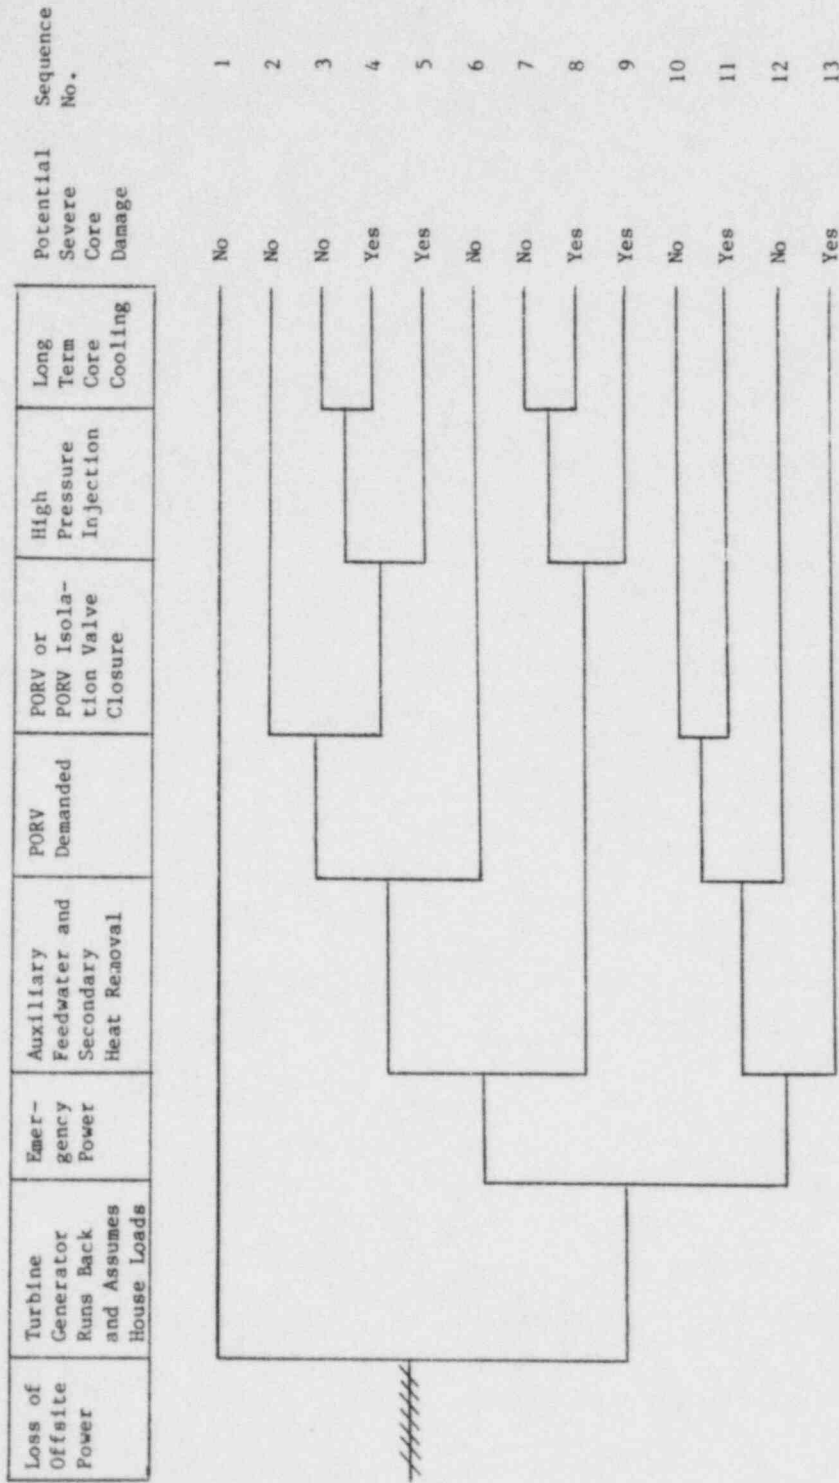 Loss of
Offsite
Power
Turbine
Generator
Runs Back
and Assumes
House Loads
Emer-
gency
Power
Auxiliary
Feedwater and
Secondary
Heat Removal
PORV
Demanded
PORV or
PORV Isola-
tion Valve
Closure
High
Pressure
Injection
Long
Term
Core
Cooling
Potential
Severe
Core
Damage
Sequence
No.
No 1
No 2
No 3
Yes 4
Yes 5
No 6
No 7
Yes 8
Yes 9
No 10
Yes 11
No 12
Yes 13